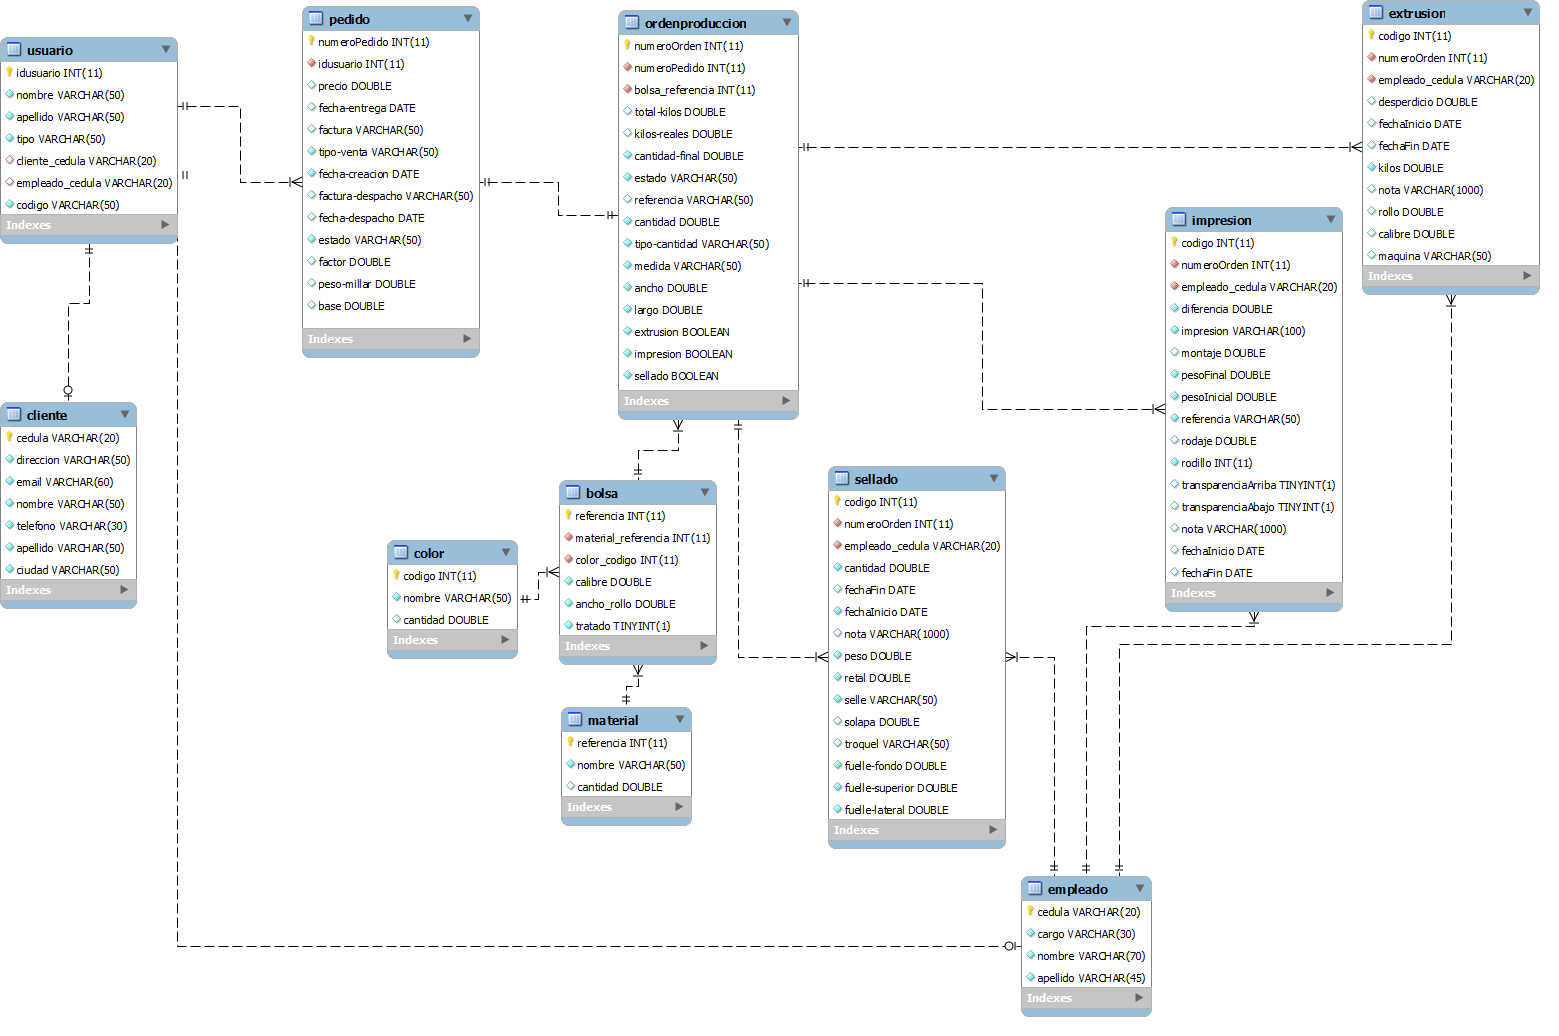 usuario
idusuario INT(11)
nombre VARCHAR(50)
apellido VARCHAR(50)
tipo VARCHAR(50)
cliente_cedula VARCHAR(20)
empleado_cedula VARCHAR(20)
codigo VARCHAR(50)
Indexes
pedido
numeroPedido INT(11)
idusuario INT(11)
precio DOUBLE
fecha-entrega DATE
factura VARCHAR(50)
tipo-venta VARCHAR(50)
fecha-creacion DATE
factura-despacho VARCHAR(50)
fecha-despacho DATE
estado VARCHAR(50)
factor DOUBLE
peso-millar DOUBLE
base DOUBLE
Indexes
ordenproduccion
numeroOrden INT(11)
numeroPedido INT(11)
bolsa_referencia INT(11)
total-kilos DOUBLE
kilos-reales DOUBLE
cantidad-final DOUBLE
estado VARCHAR(50)
referencia VARCHAR(50)
cantidad DOUBLE
tipo-cantidad VARCHAR(50)
medida VARCHAR(50)
ancho DOUBLE
largo DOUBLE
extrusion BOOLEAN
impresion BOOLEAN
sellado BOOLEAN
Indexes
extrusion
codigo INT(11)
numeroOrden INT(11)
empleado_cedula VARCHAR(20)
desperdicio DOUBLE
fechaInicio DATE
fechaFin DATE
kilos DOUBLE
nota VARCHAR(1000)
rollo DOUBLE
calibre DOUBLE
maquina VARCHAR(50)
Indexes
impresion
codigo INT(11)
numeroOrden INT(11)
empleado_cedula VARCHAR(20)
diferencia DOUBLE
impresion VARCHAR(100)
montaje DOUBLE
pesoFinal DOUBLE
pesoInicial DOUBLE
referencia VARCHAR(50)
rodaje DOUBLE
rodillo INT(11)
transparenciaArriba TINYINT(1)
transparenciaAbajo TINYINT(1)
nota VARCHAR(1000)
fechaInicio DATE
fechaFin DATE
Indexes
cliente
cedula VARCHAR(20)
direccion VARCHAR(50)
email VARCHAR(60)
nombre VARCHAR(50)
telefono VARCHAR(30)
apellido VARCHAR(50)
ciudad VARCHAR(50)
Indexes
color
codigo INT(11)
nombre VARCHAR(50)
cantidad DOUBLE
Indexes
bolsa
referencia INT(11)
material_referencia INT(11)
color_codigo INT(11)
calibre DOUBLE
ancho_rollo DOUBLE
tratado TINYINT(1)
Indexes
material
referencia INT(11)
nombre VARCHAR(50)
cantidad DOUBLE
Indexes
sellado
codigo INT(11)
numeroOrden INT(11)
empleado_cedula VARCHAR(20)
cantidad DOUBLE
fechaFin DATE
fechaInicio DATE
nota VARCHAR(1000)
peso DOUBLE
retal DOUBLE
selle VARCHAR(50)
solapa DOUBLE
troquel VARCHAR(50)
fuelle-fondo DOUBLE
fuelle-superior DOUBLE
fuelle-lateral DOUBLE
Indexes
empleado
cedula VARCHAR(20)
cargo VARCHAR(30)
nombre VARCHAR(70)
apellido VARCHAR(45)
Indexes